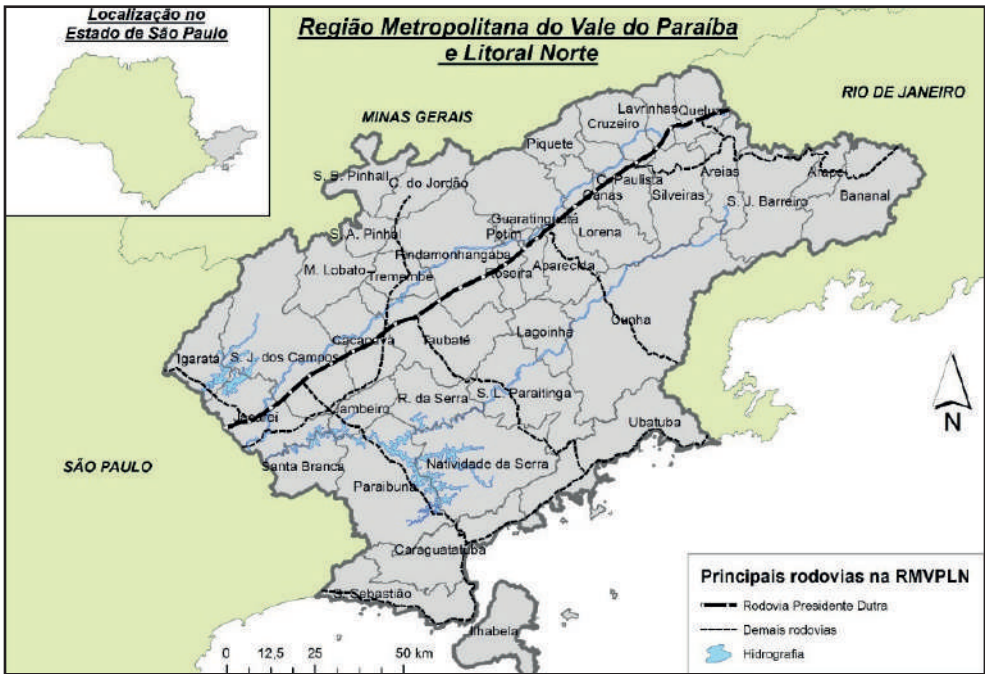 Localização no
Estado de São Paulo
Região Metropolitana do Vale do Paraíba
e Litoral Norte
RIO DE JANEIRO
MINAS GERAIS
Lavrinhas
Queluz
Cruzeiro
Piquete
S. B. Pinhal
C. do Jordão
C. Paulista
Areias
Arapeí
Canas
Silveiras
S. J. Barreiro
Bananal
Guaratinguetá
Potim
Lorena
S. A. Pinhal
Pindamonhangaba
M. Lobato
Tremembé
Roseira
Aparecida
Cunha
Lagoinha
Caçapava
Taubaté
Igaratá
S. J. dos Campos
R. da Serra
S. L. Paraitinga
Jambeiro
Jacareí
Ubatuba
N
SÃO PAULO
Santa Branca
Natividade da Serra
Paraibuna
Caraguatatuba
S. Sebastião
Ilhabela
0 12,5 25 50 km
Principais rodovias na RMVPLN
Rodovia Presidente Dutra
Demais rodovias
Hidrografia